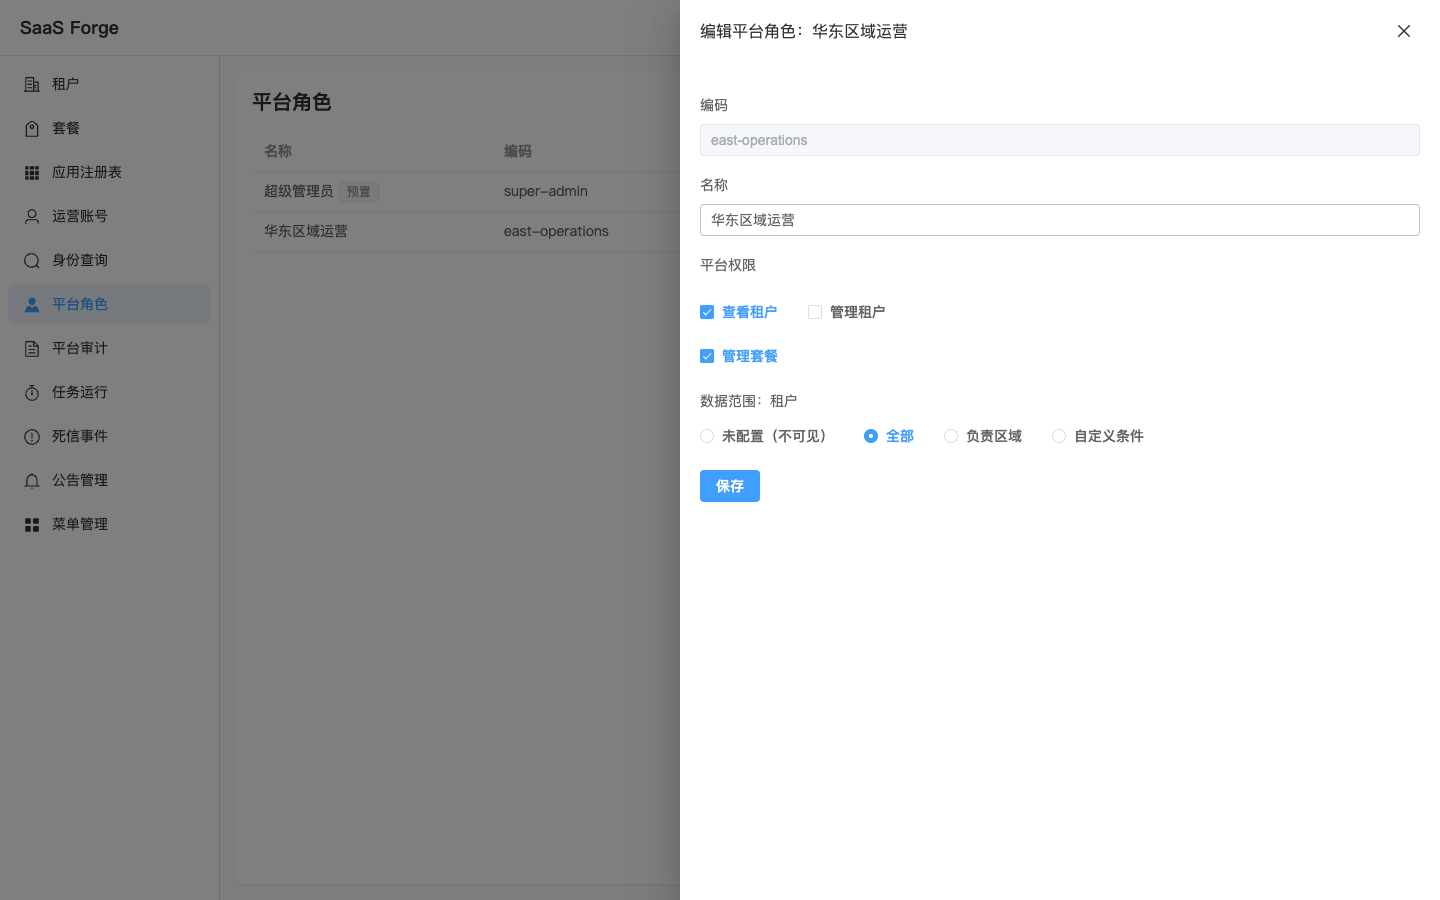 SaaS Forge
租户
套餐
应用注册表
运营账号
身份查询
平台角色
平台审计
任务运行
死信事件
公告管理
菜单管理
平台角色
名称 编码
超级管理员 预置 super-admin
华东区域运营 east-operations
编辑平台角色：华东区域运营
编码
east-operations
名称
华东区域运营
平台权限
查看租户 管理租户
管理套餐
数据范围：租户
未配置（不可见） 全部 负责区域 自定义条件
保存